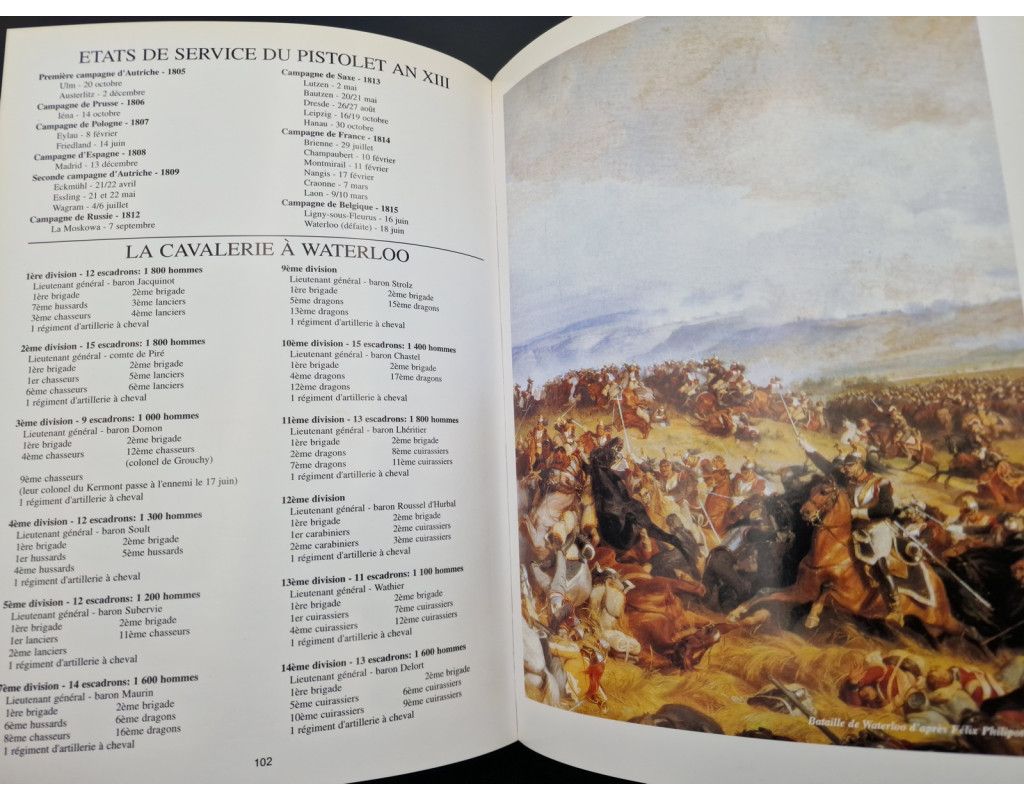 ETATS DE SERVICE DU PISTOLET AN XIII
Première campagne d'Autriche - 1805
Ulm - 20 octobre
Austerlitz - 2 décembre
Campagne de Prusse - 1806
Iéna - 14 octobre
Campagne de Pologne - 1807
Eylau - 8 février
Friedland - 14 juin
Campagne d'Espagne - 1808
Madrid - 13 décembre
Seconde campagne d'Autriche - 1809
Eckmühl - 21/22 avril
Essling - 21 et 22 mai
Wagram - 4/6 juillet
Campagne de Russie - 1812
La Moskowa - 7 septembre
Campagne de Saxe - 1813
Lutzen - 2 mai
Bautzen - 20/21 mai
Dresde - 26/27 août
Leipzig - 16/19 octobre
Hanau - 30 octobre
Campagne de France - 1814
Brienne - 29 juillet
Champaubert - 10 février
Montmirail - 11 février
Nangis - 17 février
Craonne - 7 mars
Laon - 9/10 mars
Campagne de Belgique - 1815
Ligny-sous-Fleurus - 16 juin
Waterloo (défaite) - 18 juin
LA CAVALERIE À WATERLOO
1ère division - 12 escadrons: 1 800 hommes
Lieutenant général - baron Jacquinot
1ère brigade 2ème brigade
7ème hussards 3ème lanciers
3ème chasseurs 4ème lanciers
1 régiment d'artillerie à cheval
2ème division - 15 escadrons: 1 800 hommes
Lieutenant général - comte de Piré
1ère brigade 2ème brigade
1er chasseurs 5ème lanciers
6ème chasseurs 6ème lanciers
1 régiment d'artillerie à cheval
3ème division - 9 escadrons: 1 000 hommes
Lieutenant général - baron Domon
1ère brigade 2ème brigade
4ème chasseurs 12ème chasseurs
(colonel de Grouchy)
9ème chasseurs
(leur colonel du Kermont passe à l'ennemi le 17 juin)
1 régiment d'artillerie à cheval
4ème division - 12 escadrons: 1 300 hommes
Lieutenant général - baron Soult
1ère brigade 2ème brigade
1er hussards 5ème hussards
4ème hussards
1 régiment d'artillerie à cheval
5ème division - 12 escadrons: 1 200 hommes
Lieutenant général - baron Subervie
1ère brigade 2ème brigade
1er lanciers 11ème chasseurs
2ème lanciers
1 régiment d'artillerie à cheval
7ème division - 14 escadrons: 1 600 hommes
Lieutenant général - baron Maurin
1ère brigade 2ème brigade
6ème hussards 6ème dragons
8ème chasseurs 16ème dragons
1 régiment d'artillerie à cheval
9ème division
Lieutenant général - baron Strolz
1ère brigade 2ème brigade
5ème dragons 15ème dragons
13ème dragons
1 régiment d'artillerie à cheval
10ème division - 15 escadrons: 1 400 hommes
Lieutenant général - baron Chastel
1ère brigade 2ème brigade
4ème dragons 17ème dragons
12ème dragons
1 régiment d'artillerie à cheval
11ème division - 13 escadrons: 1 800 hommes
Lieutenant général - baron Lhéritier
1ère brigade 2ème brigade
2ème dragons 8ème cuirassiers
7ème dragons 11ème cuirassiers
1 régiment d'artillerie à cheval
12ème division
Lieutenant général - baron Roussel d'Hurbal
1ère brigade 2ème brigade
1er carabiniers 2ème cuirassiers
2ème carabiniers 3ème cuirassiers
1 régiment d'artillerie à cheval
13ème division - 11 escadrons: 1 100 hommes
Lieutenant général - Wathier
1ère brigade 2ème brigade
1er cuirassiers 7ème cuirassiers
4ème cuirassiers 12ème cuirassiers
1 régiment d'artillerie à cheval
14ème division - 13 escadrons: 1 600 hommes
Lieutenant général - baron Delort
1ère brigade 2ème brigade
5ème cuirassiers 6ème cuirassiers
10ème cuirassiers 9ème cuirassiers
1 régiment d'artillerie à cheval
102
Bataille de Waterloo d'après Félix Philipot